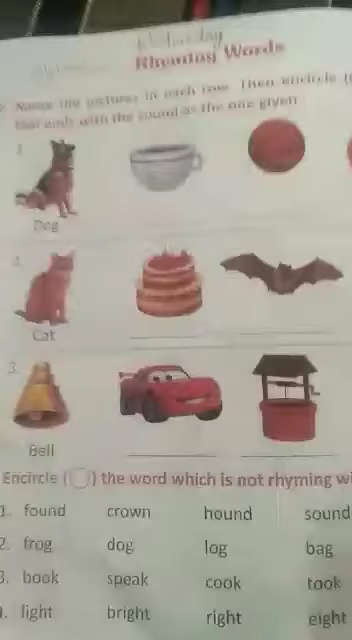 Wednesday
Rhyming Words
Name the pictures in each row. Then encircle
that ends with the sound as the one given
1.
Dog
2.
Cat
3.
Bell
Encircle ( ) the word which is not rhyming wi
1. found crown hound sound
2. frog dog log bag
3. book speak cook took
4. light bright right eight